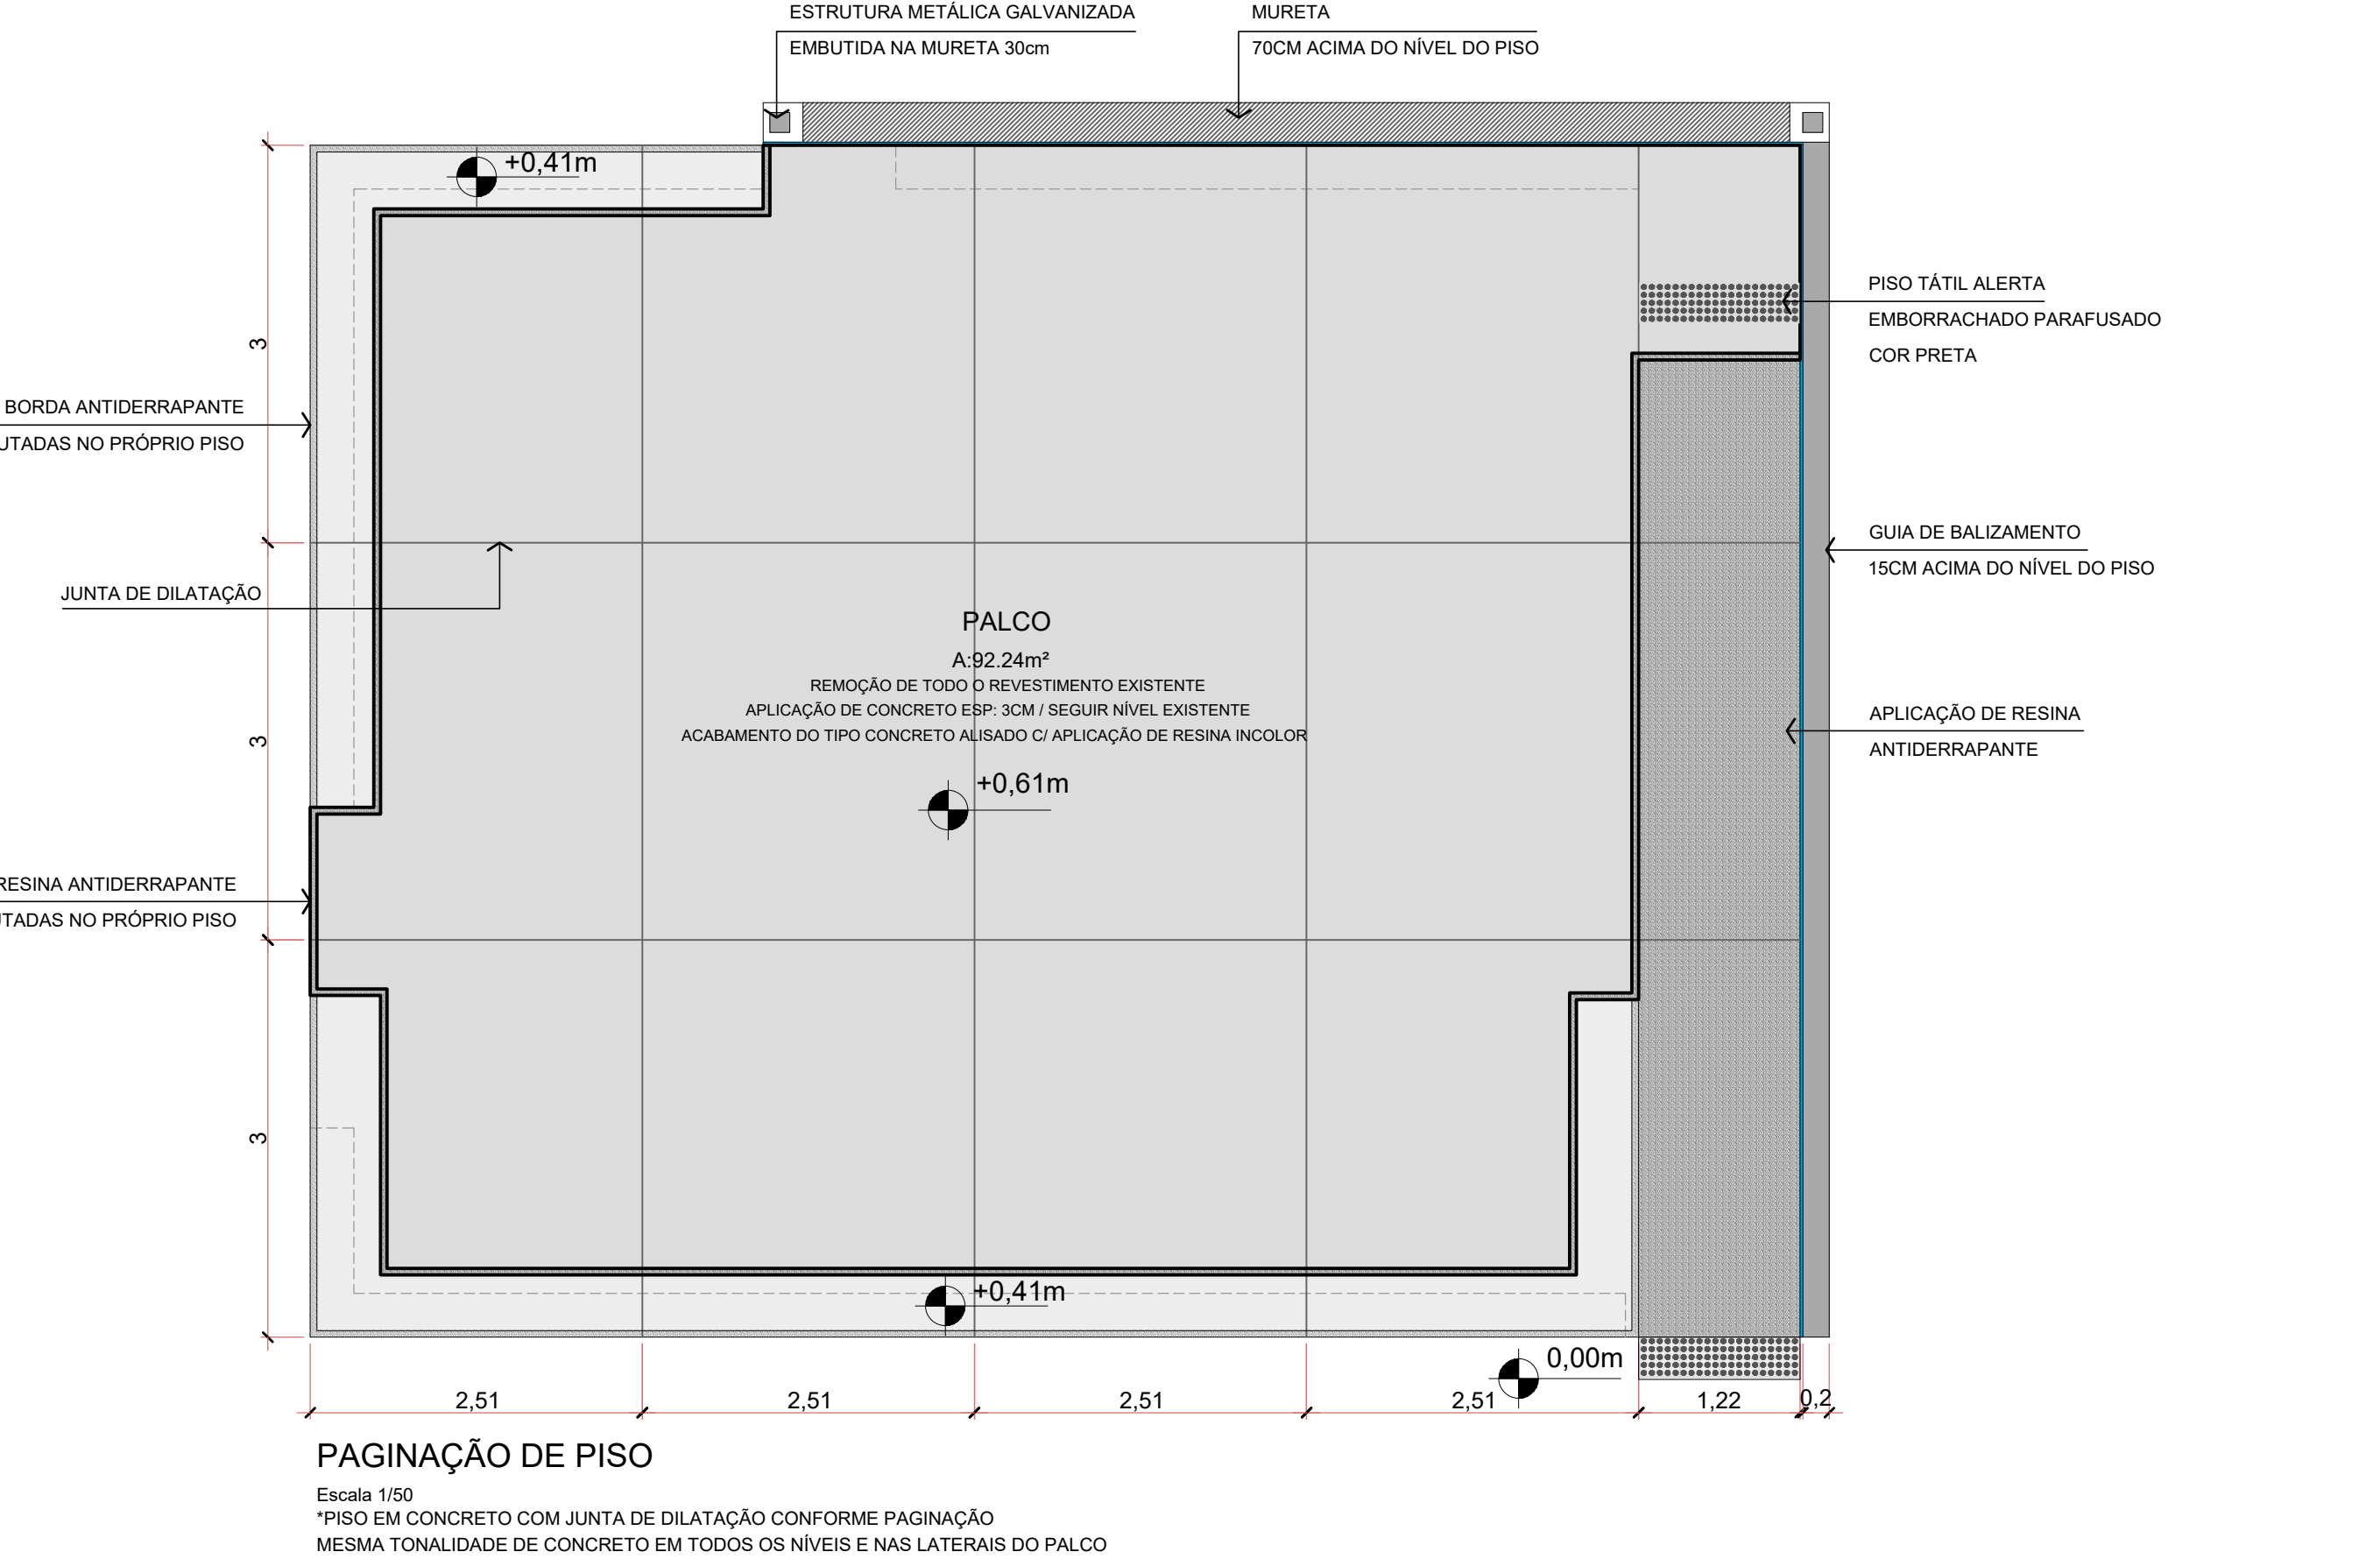 ESTRUTURA METÁLICA GALVANIZADA
EMBUTIDA NA MURETA 30cm
MURETA
70CM ACIMA DO NÍVEL DO PISO
+0,41m
PISO TÁTIL ALERTA
EMBORRACHADO PARAFUSADO
COR PRETA
3
BORDA ANTIDERRAPANTE
NO PRÓPRIO PISO
GUIA DE BALIZAMENTO
15CM ACIMA DO NÍVEL DO PISO
JUNTA DE DILATAÇÃO
PALCO
A:92.24m²
REMOÇÃO DE TODO O REVESTIMENTO EXISTENTE
APLICAÇÃO DE CONCRETO ESP: 3CM / SEGUIR NÍVEL EXISTENTE
ACABAMENTO DO TIPO CONCRETO ALISADO C/ APLICAÇÃO DE RESINA INCOLOR
3
APLICAÇÃO DE RESINA
ANTIDERRAPANTE
+0,61m
RESINA ANTIDERRAPANTE
NO PRÓPRIO PISO
3
+0,41m
0,00m
2,51
2,51
2,51
2,51
1,22
0,2
PAGINAÇÃO DE PISO
Escala 1/50
*PISO EM CONCRETO COM JUNTA DE DILATAÇÃO CONFORME PAGINAÇÃO
MESMA TONALIDADE DE CONCRETO EM TODOS OS NÍVEIS E NAS LATERAIS DO PALCO